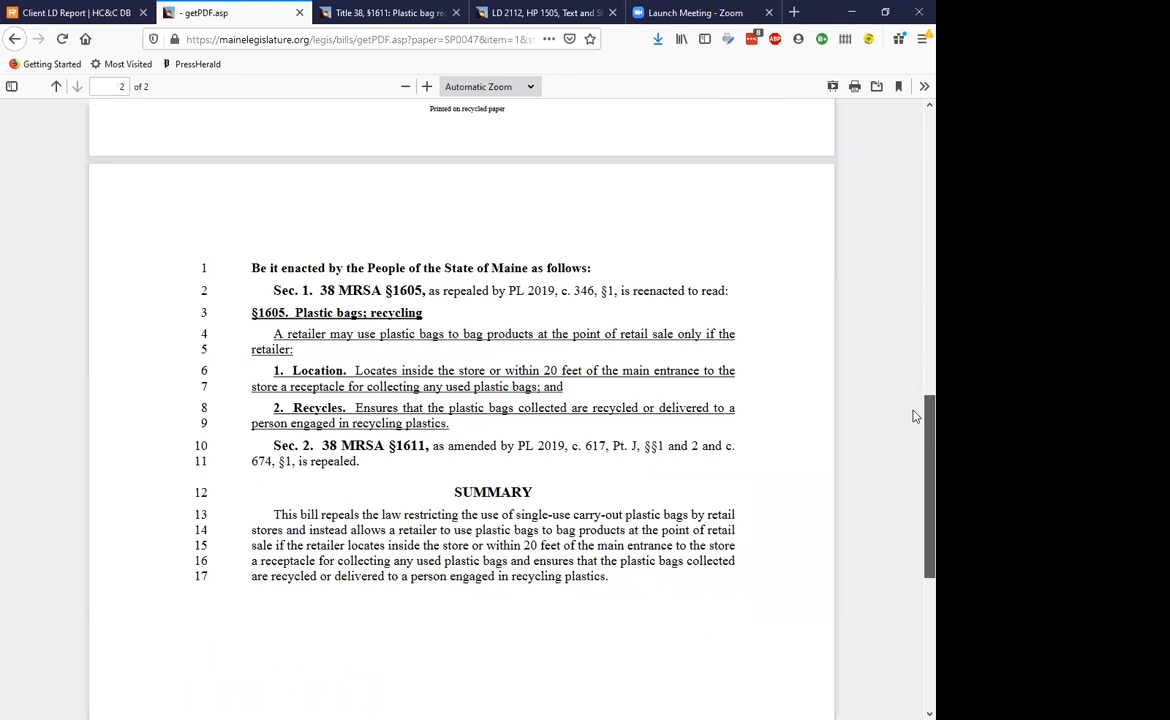 Client LD Report | HC&C DB
- getPDF.asp
Title 38, §1611: Plastic bag re
LD 2112, HP 1505, Text and S
Launch Meeting - Zoom
https://mainelegislature.org/legis/bills/getPDF.asp?paper=SP0047&item=1&
8
Getting Started
Most Visited
PressHerald
2
of 2
Automatic Zoom
Printed on recycled paper
1 Be it enacted by the People of the State of Maine as follows:
2 Sec. 1. 38 MRSA §1605, as repealed by PL 2019, c. 346, §1, is reenacted to read:
3 §1605. Plastic bags; recycling
4 A retailer may use plastic bags to bag products at the point of retail sale only if the
5 retailer:
6 1. Location. Locates inside the store or within 20 feet of the main entrance to the
7 store a receptacle for collecting any used plastic bags; and
8 2. Recycles. Ensures that the plastic bags collected are recycled or delivered to a
9 person engaged in recycling plastics.
10 Sec. 2. 38 MRSA §1611, as amended by PL 2019, c. 617, Pt. J, §§1 and 2 and c.
11 674, §1, is repealed.
12 SUMMARY
13 This bill repeals the law restricting the use of single-use carry-out plastic bags by retail
14 stores and instead allows a retailer to use plastic bags to bag products at the point of retail
15 sale if the retailer locates inside the store or within 20 feet of the main entrance to the store
16 a receptacle for collecting any used plastic bags and ensures that the plastic bags collected
17 are recycled or delivered to a person engaged in recycling plastics.